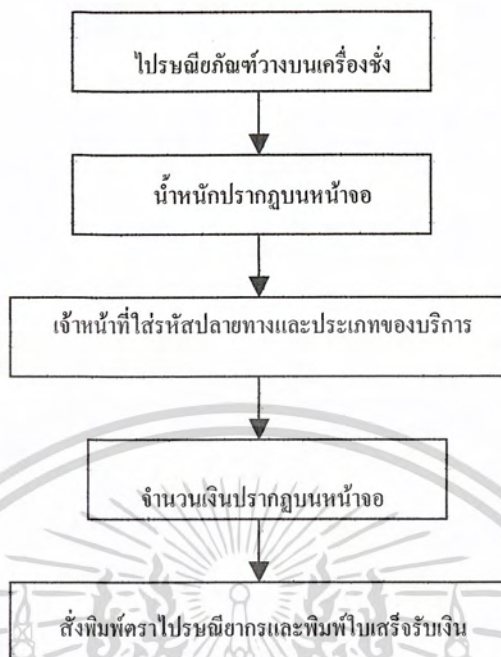 ไปรษณียภัณฑ์วางบนเครื่องชั่ง
น้ำหนักปรากฏบนหน้าจอ
เจ้าหน้าที่ใส่รหัสปลายทางและประเภทของบริการ
จำนวนเงินปรากฏบนหน้าจอ
สั่งพิมพ์ตราไปรษณียากรและพิมพ์ใบเสร็จรับเงิน